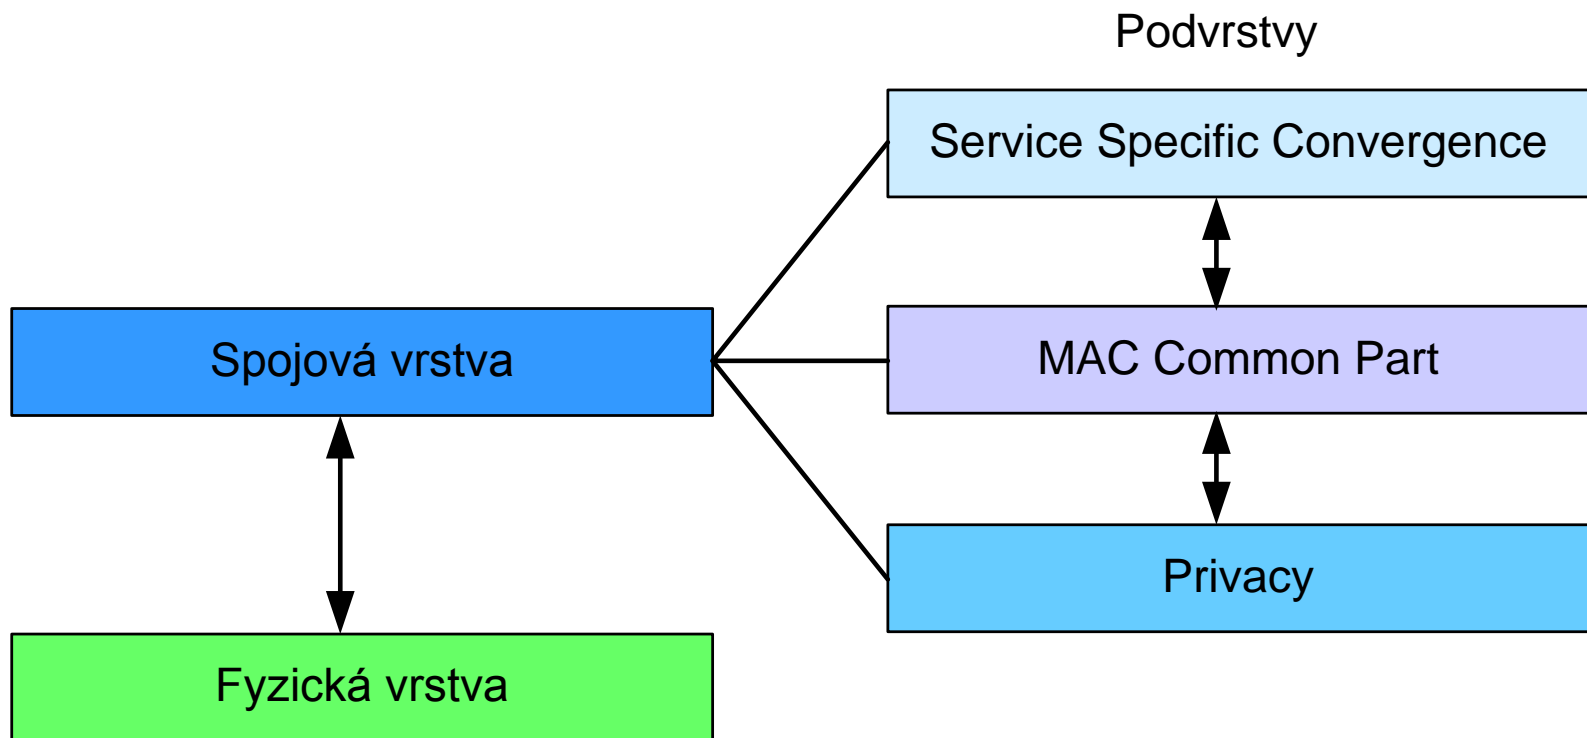 Podvrstvy
Service Specific Convergence
Spojová vrstva
MAC Common Part
Privacy
Fyzická vrstva